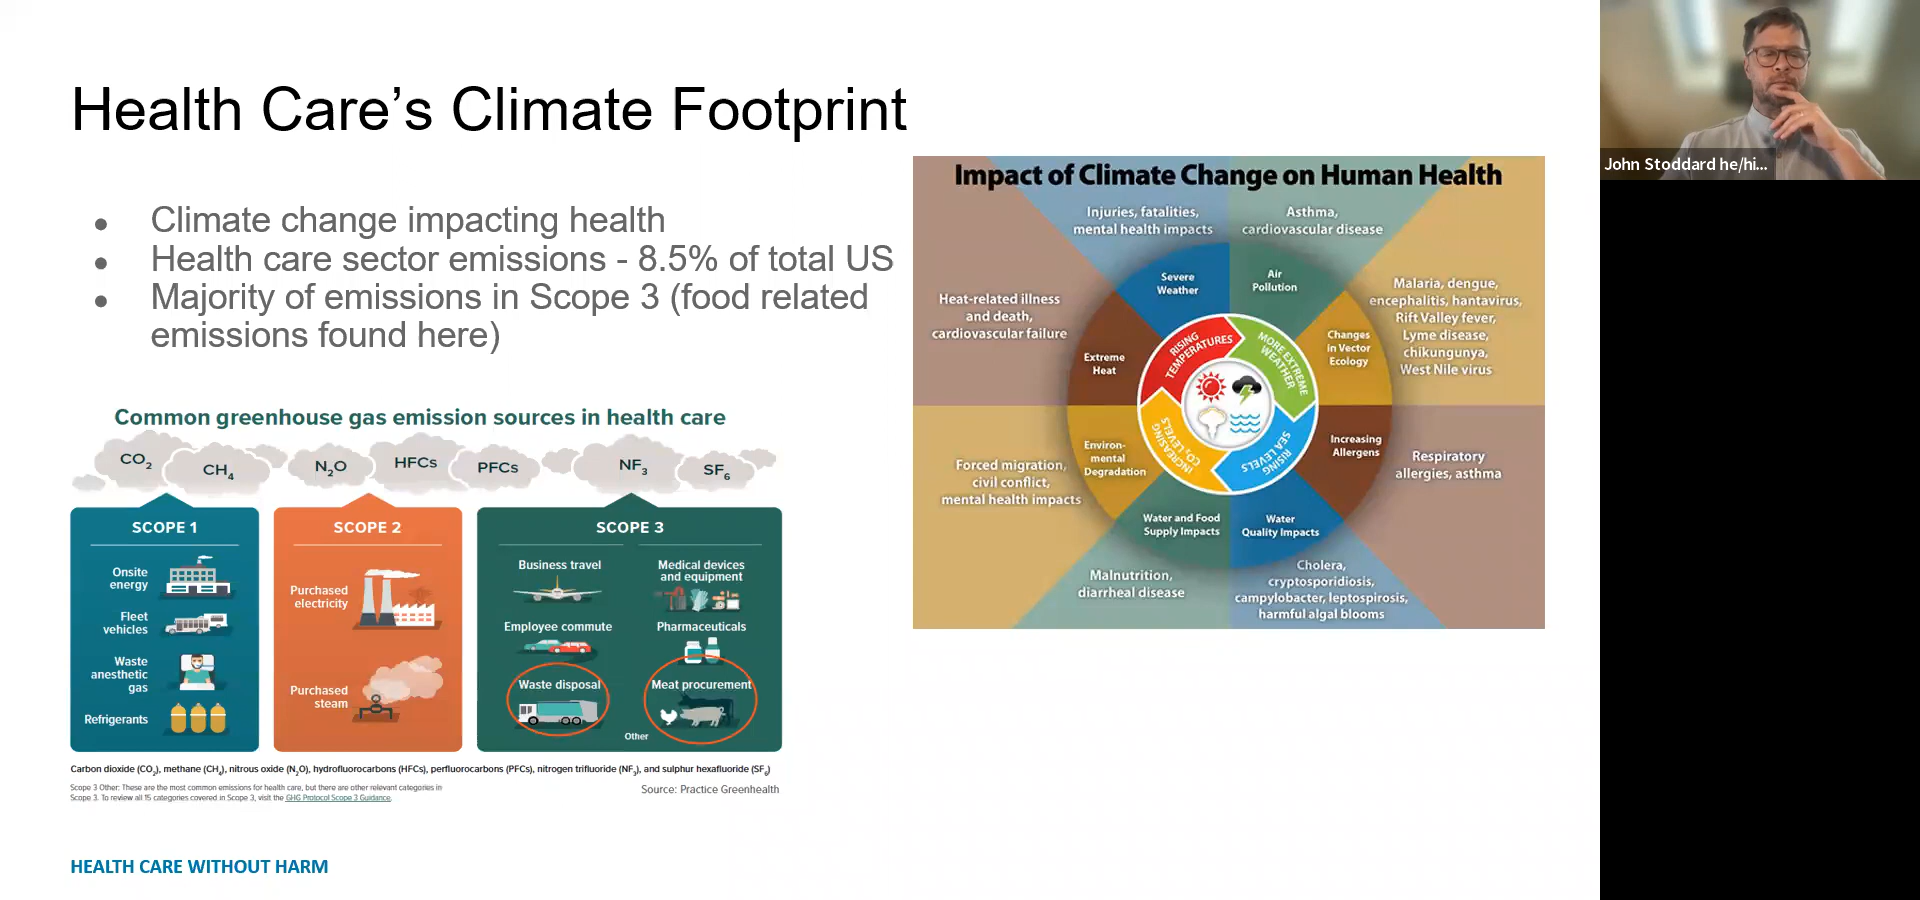 Health Care's Climate Footprint
● Climate change impacting health
● Health care sector emissions - 8.5% of total US
● Majority of emissions in Scope 3 (food related
emissions found here)
Common greenhouse gas emission sources in health care
CO₂
CH₄
N₂O
HFCs
PFCs
NF₃
SF₆
SCOPE 1
Onsite
energy
Fleet
vehicles
Waste
anesthetic
gas
Refrigerants
SCOPE 2
Purchased
electricity
Purchased
steam
SCOPE 3
Business travel
Medical devices
and equipment
Employee commute
Pharmaceuticals
Waste disposal
Meat procurement
Other
Carbon dioxide (CO₂), methane (CH₄), nitrous oxide (N₂O), hydrofluorocarbons (HFCs), perfluorocarbons (PFCs), nitrogen trifluoride (NF₃), and sulphur hexafluoride (SF₆)
Scope 3 Other: These are the most common emissions for health care, but there are other relevant categories in
Scope 3. To review all 15 categories covered in Scope 3, visit the GHG Protocol Scope 3 Guidance.
Source: Practice Greenhealth
HEALTH CARE WITHOUT HARM
Impact of Climate Change on Human Health
Injuries, fatalities,
mental health impacts
Asthma,
cardiovascular disease
Heat-related illness
and death,
cardiovascular failure
Malaria, dengue,
encephalitis, hantavirus,
Rift Valley fever,
Lyme disease,
chikungunya,
West Nile virus
Forced migration,
civil conflict,
mental health impacts
Respiratory
allergies, asthma
Malnutrition,
diarrheal disease
Cholera,
cryptosporidiosis,
campylobacter, leptospirosis,
harmful algal blooms
Severe
Weather
Air
Pollution
Extreme
Heat
Changes
in Vector
Ecology
Environ-
mental
Degradation
Increasing
Allergens
Water and Food
Supply Impacts
Water
Quality Impacts
RISING
TEMPERATURES
MORE EXTREME
WEATHER
RISING
SEA LEVELS
INCREASING
CO₂ LEVELS
John Stoddard he/hi...